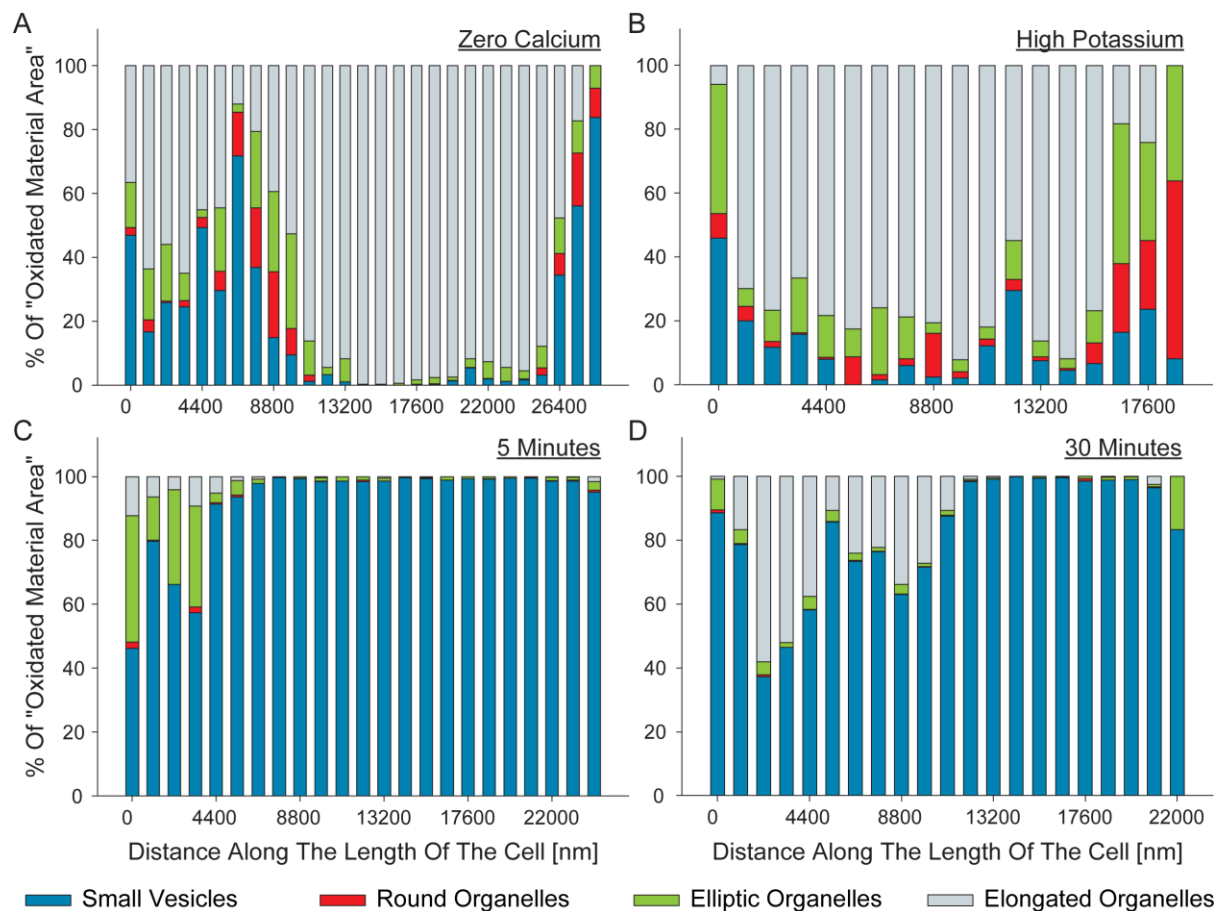 A
Zero Calcium
% Of "Oxidated Material Area"
100
80
60
40
20
0
0 4400 8800 13200 17600 22000 26400
B
High Potassium
100
80
60
40
20
0
0 4400 8800 13200 17600
C
5 Minutes
% Of "Oxidated Material Area"
100
80
60
40
20
0
0 4400 8800 13200 17600 22000
Distance Along The Length Of The Cell [nm]
D
30 Minutes
100
80
60
40
20
0
0 4400 8800 13200 17600 22000
Distance Along The Length Of The Cell [nm]
Small Vesicles Round Organelles Elliptic Organelles Elongated Organelles